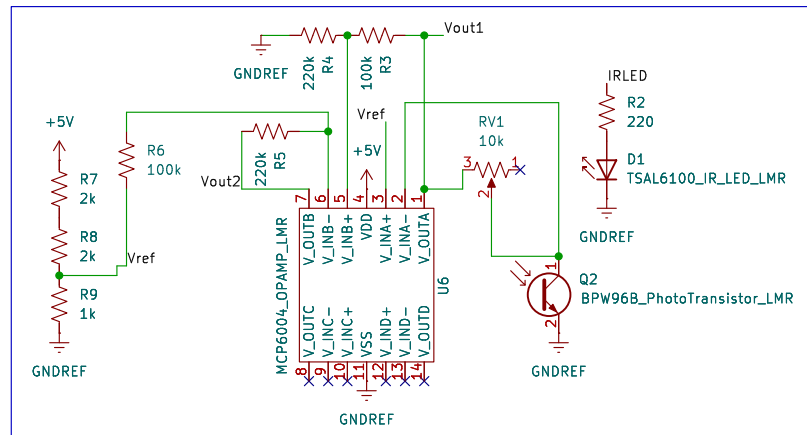 Vout1
GNDREF
220k
R4
100k
R3
IRLED
R2
220
Vref
RV1
10k
3
1
2
+5V
R6
100k
R5
220k
+5V
D1
TSAL6100_IR_LED_LMR
R7
2k
Vout2
7
6
5
4
3
2
1
V_OUTB
V_INB-
V_INB+
VDD
V_INA+
V_INA-
V_OUTA
GNDREF
R8
2k
Vref
MCP6004_OPAMP_LMR
U6
1
Q2
BPW96B_PhotoTransistor_LMR
2
R9
1k
V_OUTC
V_INC-
V_INC+
VSS
V_IND+
V_IND-
V_OUTD
8
9
10
11
12
13
14
GNDREF
GNDREF
GNDREF